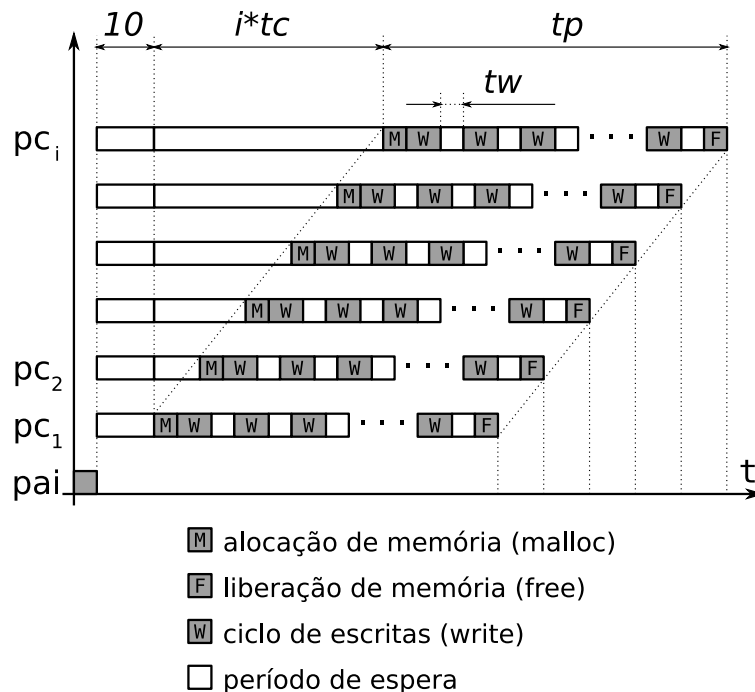 10 i*tc tp
tw
pc i M W W W · · · W F
M W W W · · · W F
M W W W · · · W F
M W W W · · · W F
pc 2 M W W W · · · W F
pc 1 M W W W · · · W F
pai t
M alocação de memória (malloc)
F liberação de memória (free)
W ciclo de escritas (write)
período de espera